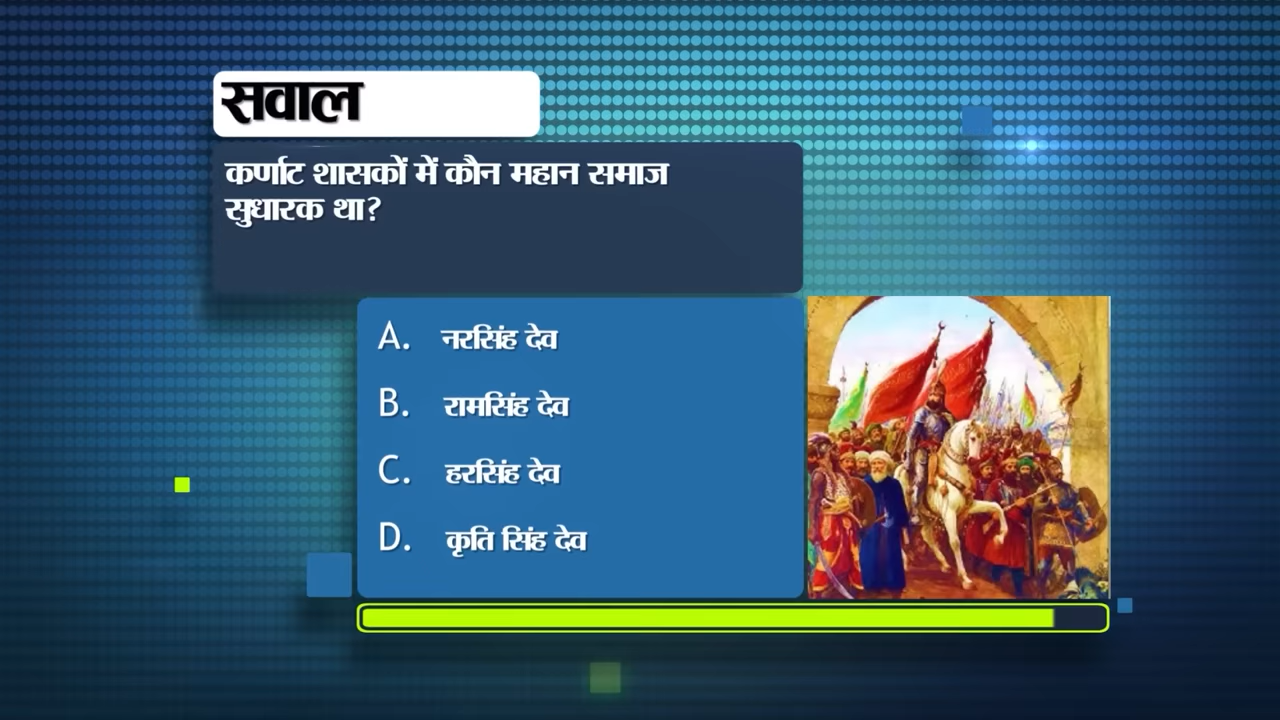 सवाल
कर्णाट शासकों में कौन महान समाज
सुधारक था?
A. नरसिंह देव
B. रामसिंह देव
C. हरसिंह देव
D. कृति सिंह देव